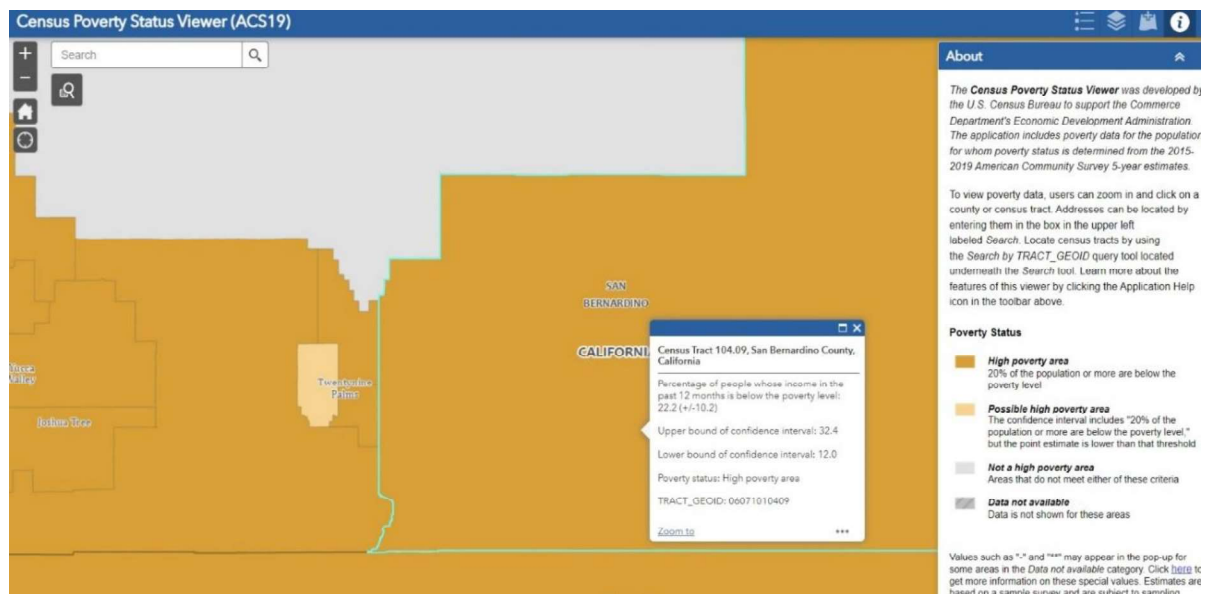 Census Poverty Status Viewer (ACS19)
Search
SAN
BERNARDINO
CALIFORNI
Yucca
Valley
Joshua Tree
Twentynine
Palms
Census Tract 104.09, San Bernardino County,
California
Percentage of people whose income in the
past 12 months is below the poverty level:
22.2 (+/-10.2)
Upper bound of confidence interval: 32.4
Lower bound of confidence interval: 12.0
Poverty status: High poverty area
TRACT_GEOID: 06071010409
Zoom to
About
The Census Poverty Status Viewer was developed by
the U.S. Census Bureau to support the Commerce
Department's Economic Development Administration.
The application includes poverty data for the population
for whom poverty status is determined from the 2015-
2019 American Community Survey 5-year estimates.
To view poverty data, users can zoom in and click on a
county or census tract. Addresses can be located by
entering them in the box in the upper left
labeled Search. Locate census tracts by using
the Search by TRACT_GEOID query tool located
underneath the Search tool. Learn more about the
features of this viewer by clicking the Application Help
icon in the toolbar above.
Poverty Status
High poverty area
20% of the population or more are below the
poverty level
Possible high poverty area
The confidence interval includes "20% of the
population or more are below the poverty level,"
but the point estimate is lower than that threshold
Not a high poverty area
Areas that do not meet either of these criteria
Data not available
Data is not shown for these areas
Values such as "-" and "**" may appear in the pop-up for
some areas in the Data not available category. Click here to
get more information on these special values. Estimates are
based on a sample survey and are subject to sampling